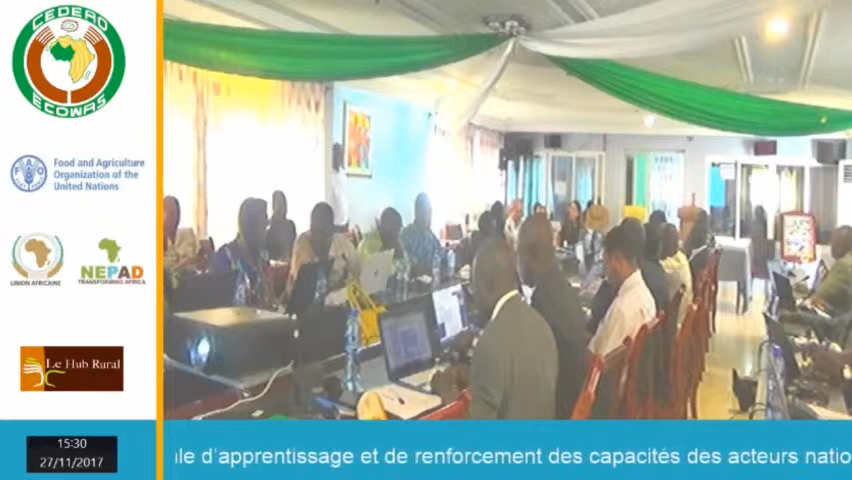 CEDEAO
ECOWAS
FAO
Food and Agriculture
Organization of the
United Nations
UNION AFRICAINE
NEPAD
TRANSFORMING AFRICA
Le Hub Rural
15:30
27/11/2017
le d'apprentissage et de renforcement des capacités des acteurs natio